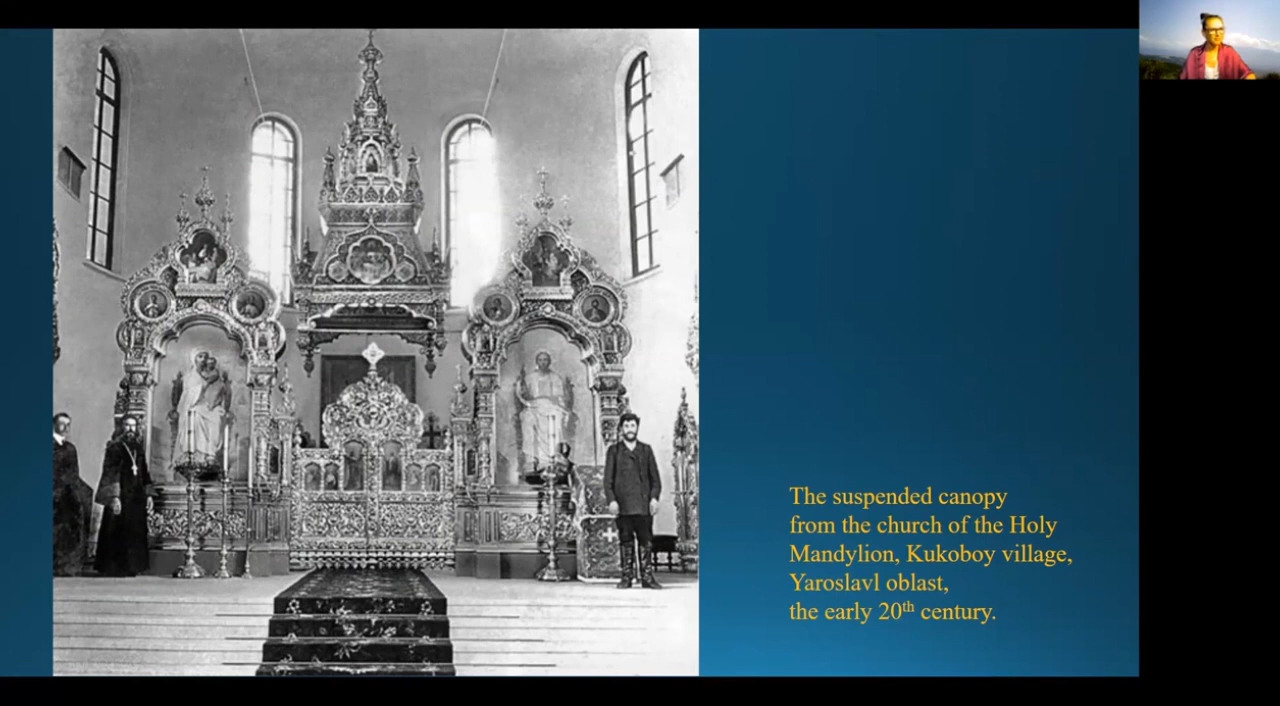 The suspended canopy
from the church of the Holy
Mandylion, Kukoboy village,
Yaroslavl oblast,
the early 20th century.